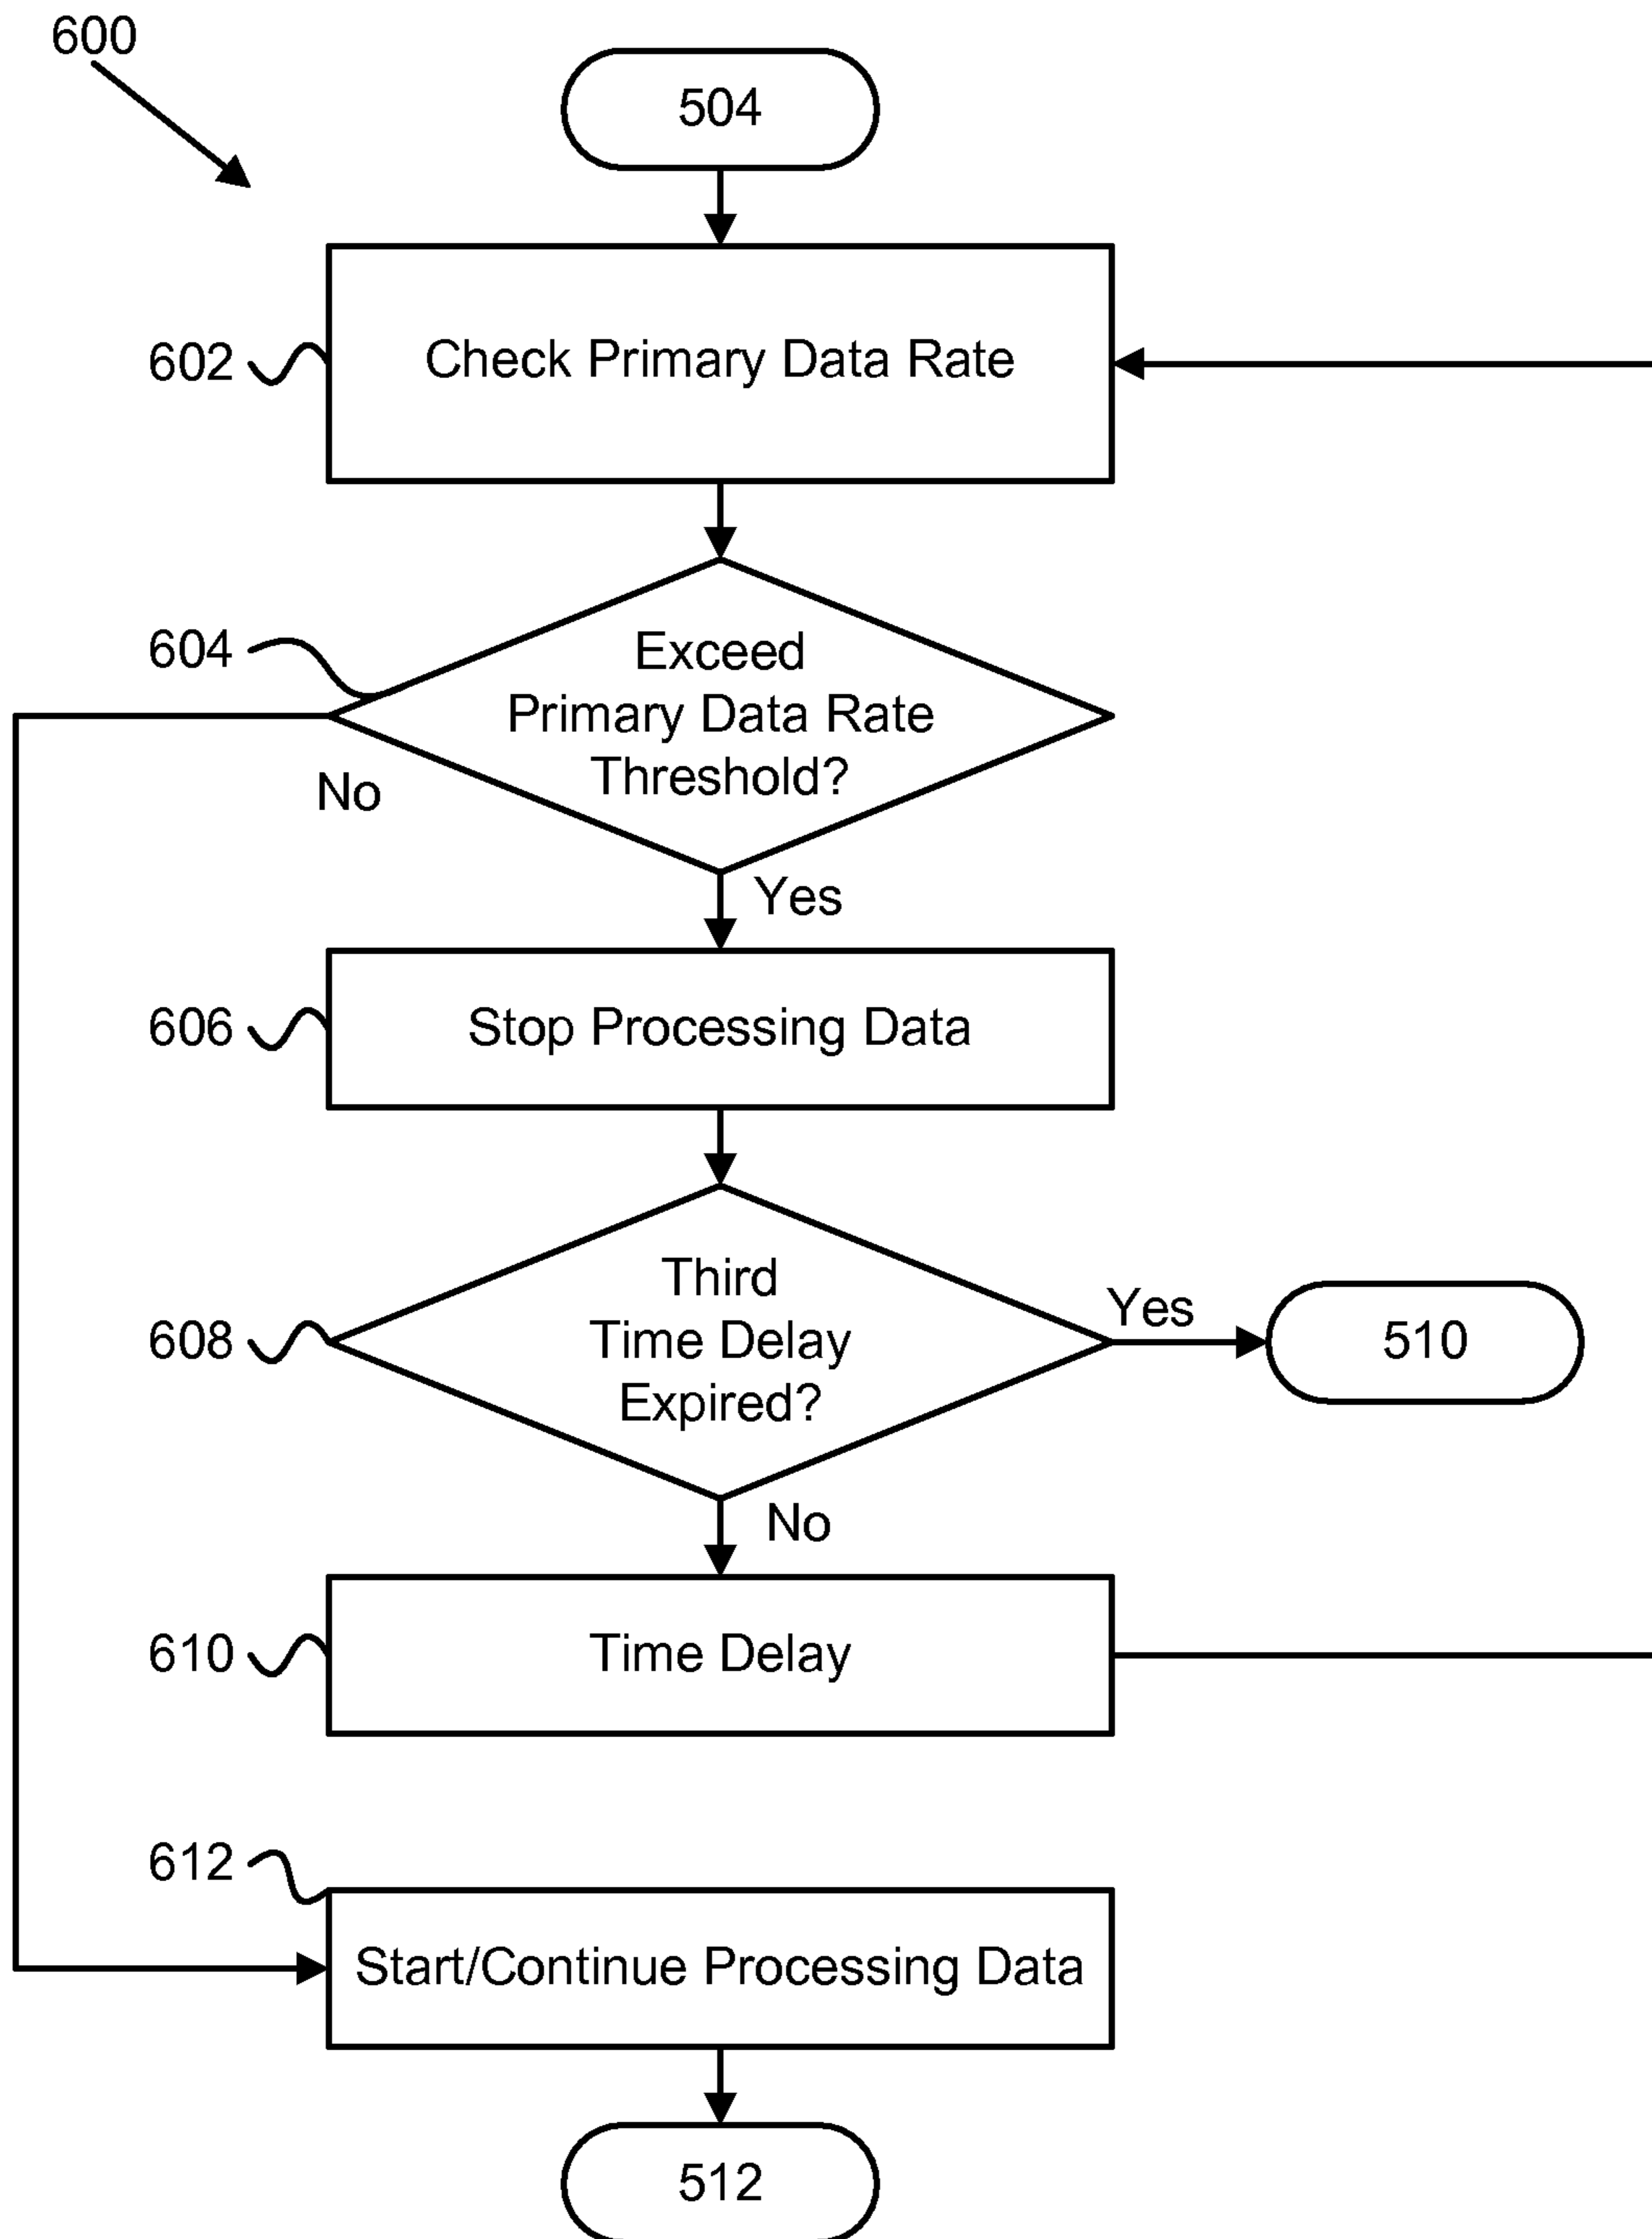 600
504
602
Check Primary Data Rate
604
Exceed
Primary Data Rate
Threshold?
No
Yes
606
Stop Processing Data
608
Third
Time Delay
Expired?
Yes
510
No
610
Time Delay
612
Start/Continue Processing Data
512